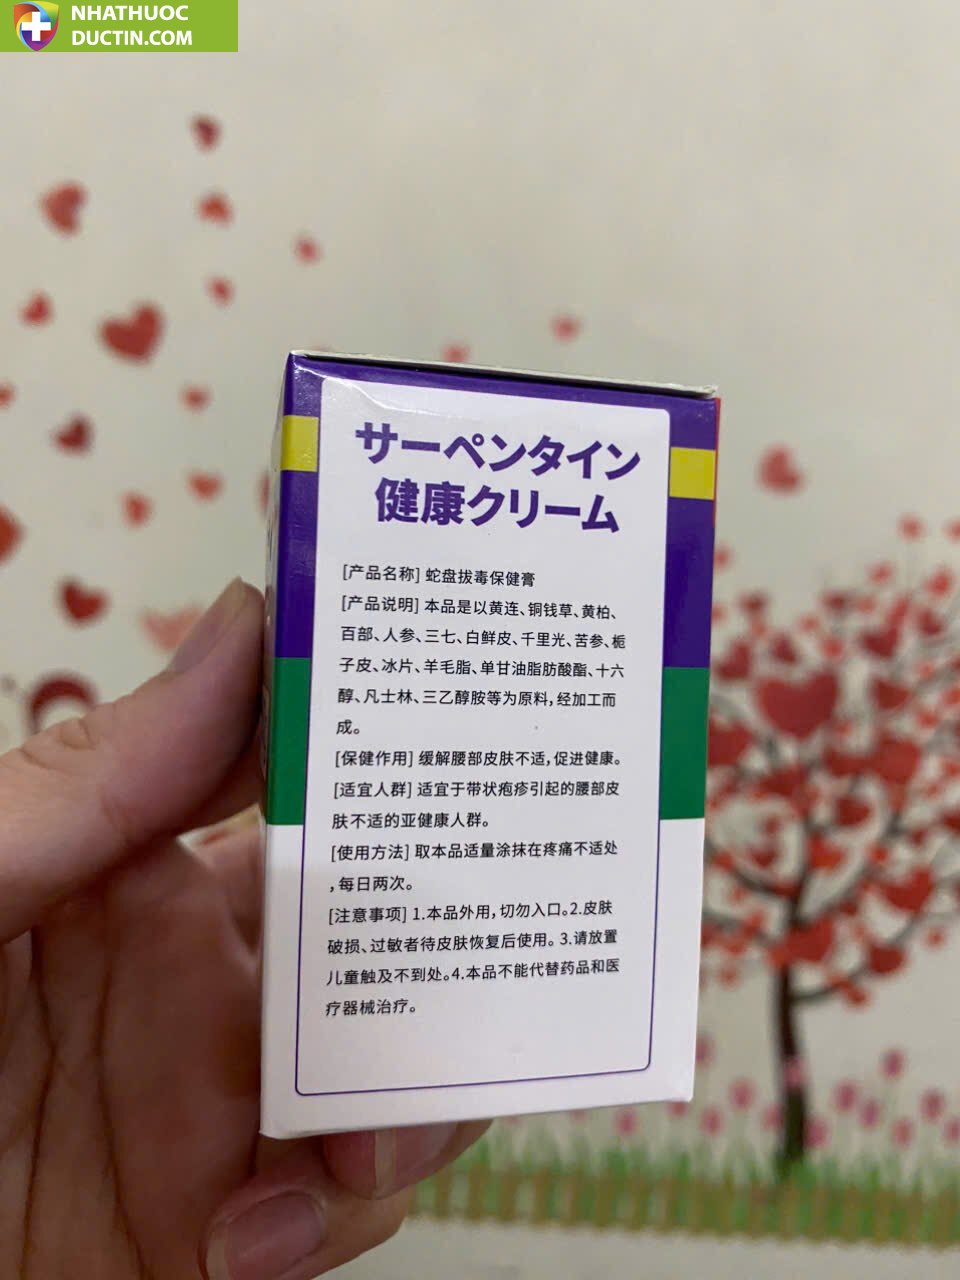 NHATHUOC
DUCTIN.COM
サーペンタイン
健康クリーム
[产品名称] 蛇盘拔毒保健膏
[产品说明] 本品是以黄连、铜钱草、黄柏、
百部、人参、三七、白鲜皮、千里光、苦参、栀
子皮、冰片、羊毛脂、单甘油脂肪酸酯、十六
醇、凡士林、三乙醇胺等为原料,经加工而
成。
[保健作用] 缓解腰部皮肤不适,促进健康。
[适宜人群] 适宜于带状疱疹引起的腰部皮
肤不适的亚健康人群。
[使用方法] 取本品适量涂抹在疼痛不适处
,每日两次。
[注意事项] 1.本品外用,切勿入口。2.皮肤
破损、过敏者待皮肤恢复后使用。3.请放置
儿童触及不到处。4.本品不能代替药品和医
疗器械治疗。